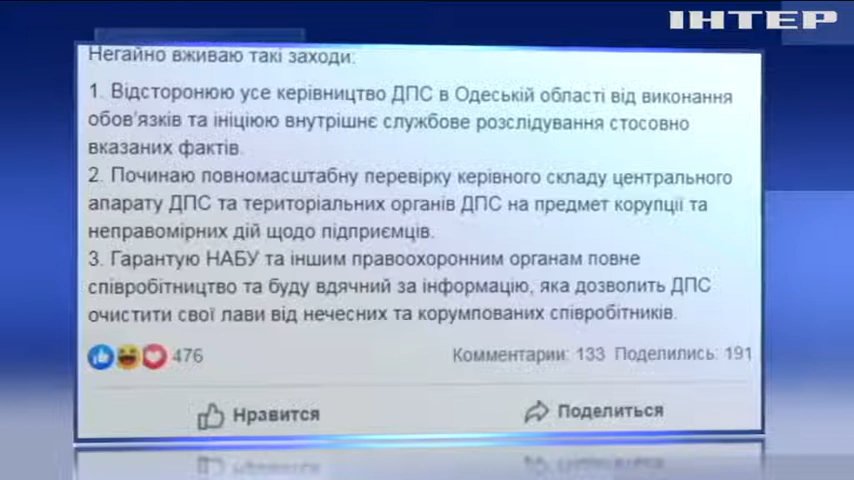 ІНТЕР
Негайно вживаю такі заходи:
1. Відсторонюю усе керівництво ДПС в Одеській області від виконання
обов'язків та ініціюю внутрішнє службове розслідування стосовно
вказаних фактів.
2. Починаю повномасштабну перевірку керівного складу центрального
апарату ДПС та територіальних органів ДПС на предмет корупції та
неправомірних дій щодо підприємців.
3. Гарантую НАБУ та іншим правоохоронним органам повне
співробітництво та буду вдячний за інформацію, яка дозволить ДПС
очистити свої лави від нечесних та корумпованих співробітників.
476 Комментарии: 133 Поделились: 191
Нравится Поделиться